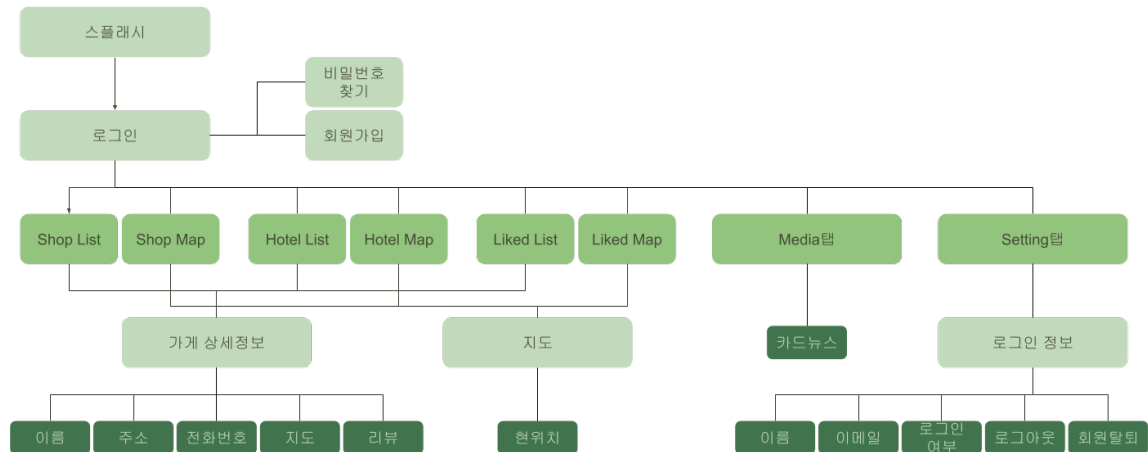 스플래시
비밀번호
찾기
로그인
회원가입
Shop List
Shop Map
Hotel List
Hotel Map
Liked List
Liked Map
Media탭
Setting탭
가게 상세정보
지도
카드뉴스
로그인 정보
이름
주소
전화번호
지도
리뷰
현위치
이름
이메일
로그인
여부
로그아웃
회원탈퇴